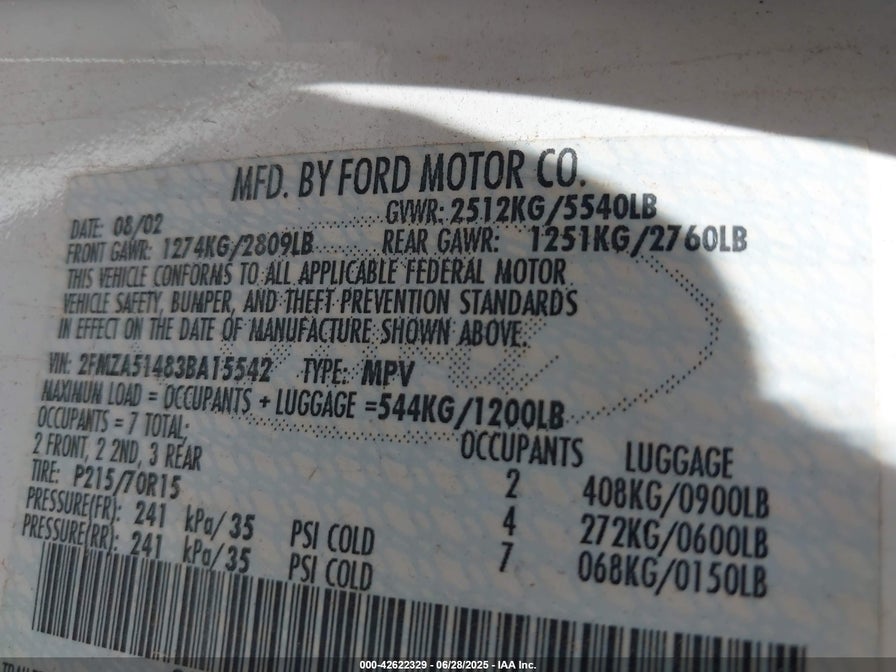 MFD. BY FORD MOTOR CO.
DATE: 08/02 GVWR: 2512KG/5540LB
FRONT GAWR: 1274KG/2809LB REAR GAWR: 1251KG/2760LB
THIS VEHICLE CONFORMS TO ALL APPLICABLE FEDERAL MOTOR
VEHICLE SAFETY, BUMPER, AND THEFT PREVENTION STANDARDS
IN EFFECT ON THE DATE OF MANUFACTURE SHOWN ABOVE.
VIN: 2FMZA51483BA15542 TYPE: MPV
MAXIMUN LOAD = OCCUPANTS + LUGGAGE =544KG/1200LB
OCCUPANTS = 7 TOTAL; OCCUPANTS LUGGAGE
2 FRONT, 2 2ND, 3 REAR 2 408KG/0900LB
TIRE: P215/70R15 4 272KG/0600LB
PRESSURE(FR): 241 kPa/35 PSI COLD 7 068KG/0150LB
PRESSURE(RR): 241 kPa/35 PSI COLD
000-42622329 - 06/28/2025 - IAA Inc.